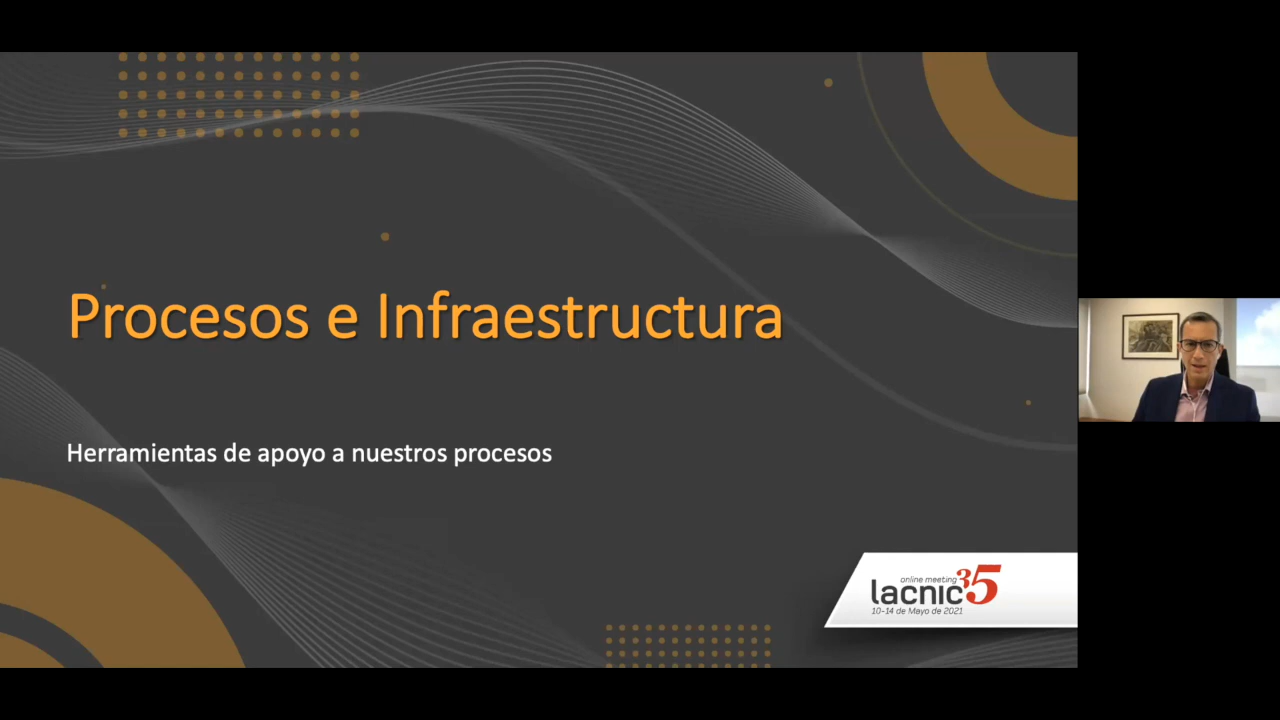 Procesos e Infraestructura
Herramientas de apoyo a nuestros procesos
online meeting
lacnic35
10-14 de Mayo de 2021